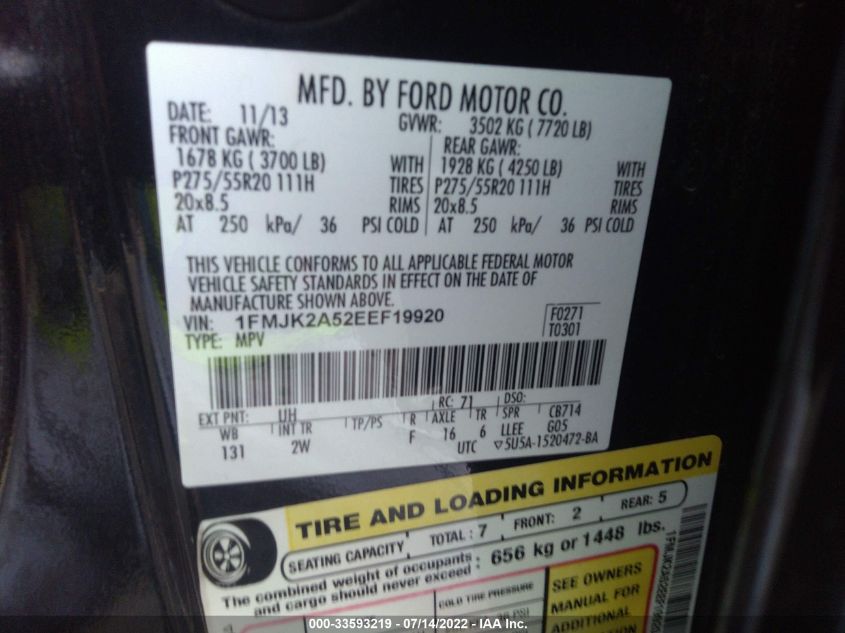 MFD. BY FORD MOTOR CO.
DATE: 11/13 GVWR: 3502 KG ( 7720 LB)
FRONT GAWR: REAR GAWR:
1678 KG ( 3700 LB) WITH 1928 KG ( 4250 LB) WITH
P275/55R20 111H TIRES P275/55R20 111H TIRES
20x8.5 RIMS 20x8.5 RIMS
AT 250 kPa/ 36 PSI COLD AT 250 kPa/ 36 PSI COLD
THIS VEHICLE CONFORMS TO ALL APPLICABLE FEDERAL MOTOR
VEHICLE SAFETY STANDARDS IN EFFECT ON THE DATE OF
MANUFACTURE SHOWN ABOVE.
VIN: 1FMJK2A52EEF19920 F0271
TYPE: MPV T0301
EXT PNT: UH RC: 71 DSO:
WB INT TR TP/PS R AXLE TR SPR CB714
131 2W F 16 6 LLEE G05
UTC ▽5U5A-1520472-BA
TIRE AND LOADING INFORMATION
SEATING CAPACITY TOTAL: 7 FRONT: 2 REAR: 5
The combined weight of occupants and cargo should never exceed : 656 kg or 1448 lbs.
COLD TIRE PRESSURE
SEE OWNERS
MANUAL FOR
ADDITIONAL
000-33593219 - 07/14/2022 - IAA Inc.